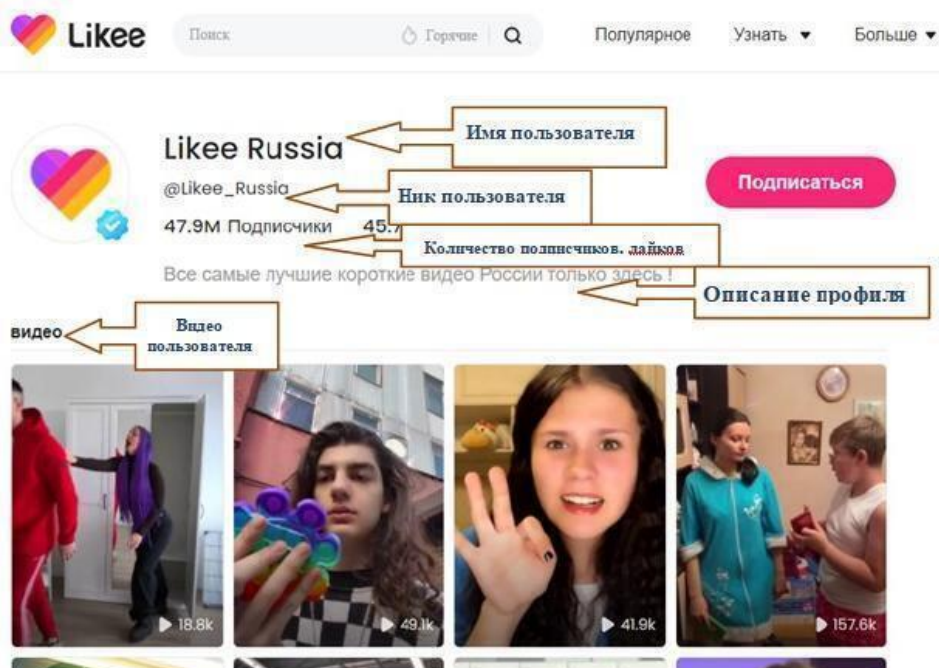 Likee
Поиск
Горячие
Популярное
Узнать
Больше
Likee Russia
Имя пользователя
@Likee_Russia
Ник пользователя
Подписаться
47.9M Подписчики 45.7
Количество подписчиков. лайков
Все самые лучшие короткие видео России только здесь !
Описание профиля
видео
Видео
пользователя
18.8k
49.1k
41.9k
157.6k